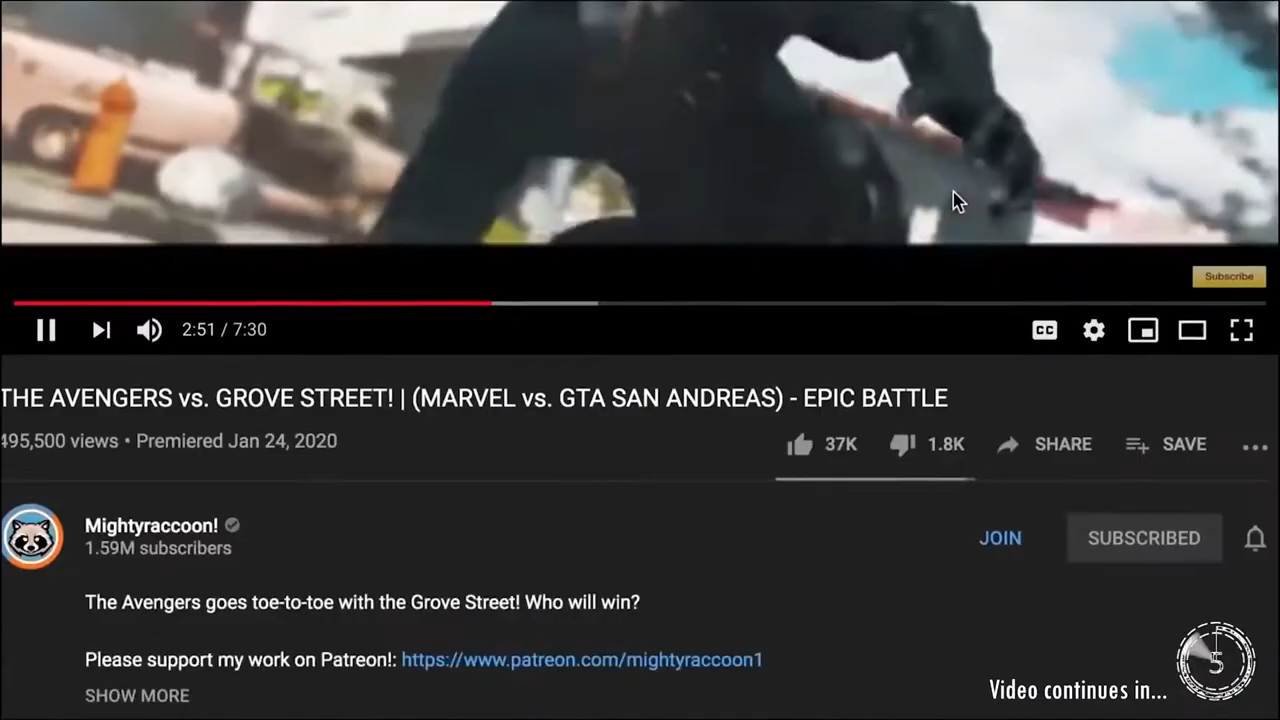 Subscribe
2:51 / 7:30
CC
THE AVENGERS vs. GROVE STREET! | (MARVEL vs. GTA SAN ANDREAS) - EPIC BATTLE
495,500 views • Premiered Jan 24, 2020
37K 1.8K SHARE SAVE
Mightyraccoon!
1.59M subscribers
JOIN SUBSCRIBED
The Avengers goes toe-to-toe with the Grove Street! Who will win?
Please support my work on Patreon!: https://www.patreon.com/mightyraccoon1
SHOW MORE
Video continues in... 5